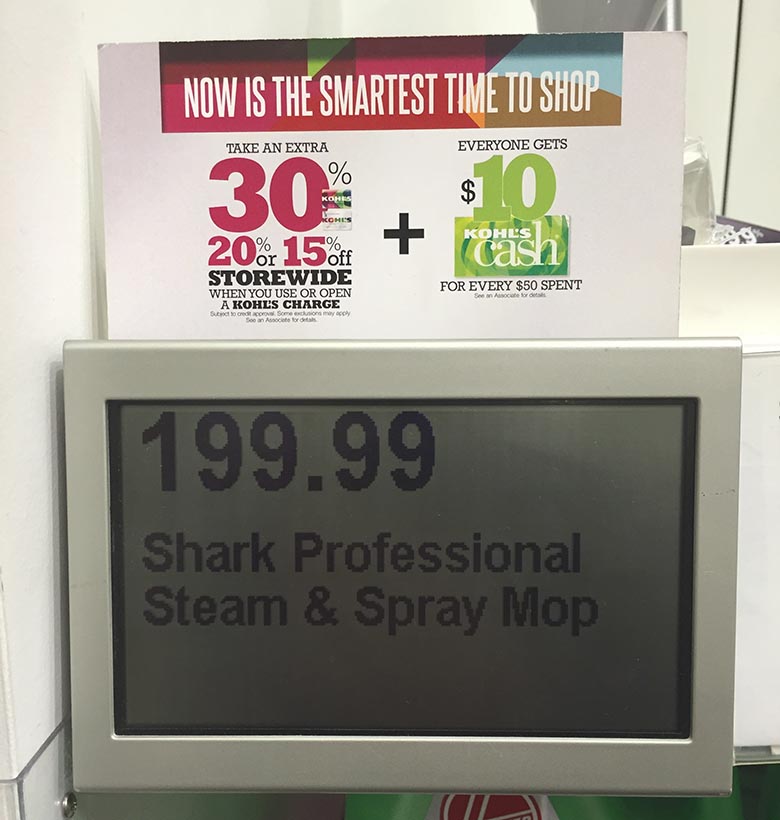 NOW IS THE SMARTEST TIME TO SHOP
TAKE AN EXTRA
30%
KOHL'S
KOHL'S
20% or 15% off
STOREWIDE
WHEN YOU USE OR OPEN
A KOHL'S CHARGE
Subject to credit approval. Some exclusions may apply.
See an Associate for details.
+
EVERYONE GETS
$10
KOHL'S
cash
FOR EVERY $50 SPENT
See an Associate for details.
199.99
Shark Professional
Steam & Spray Mop
HOOVER